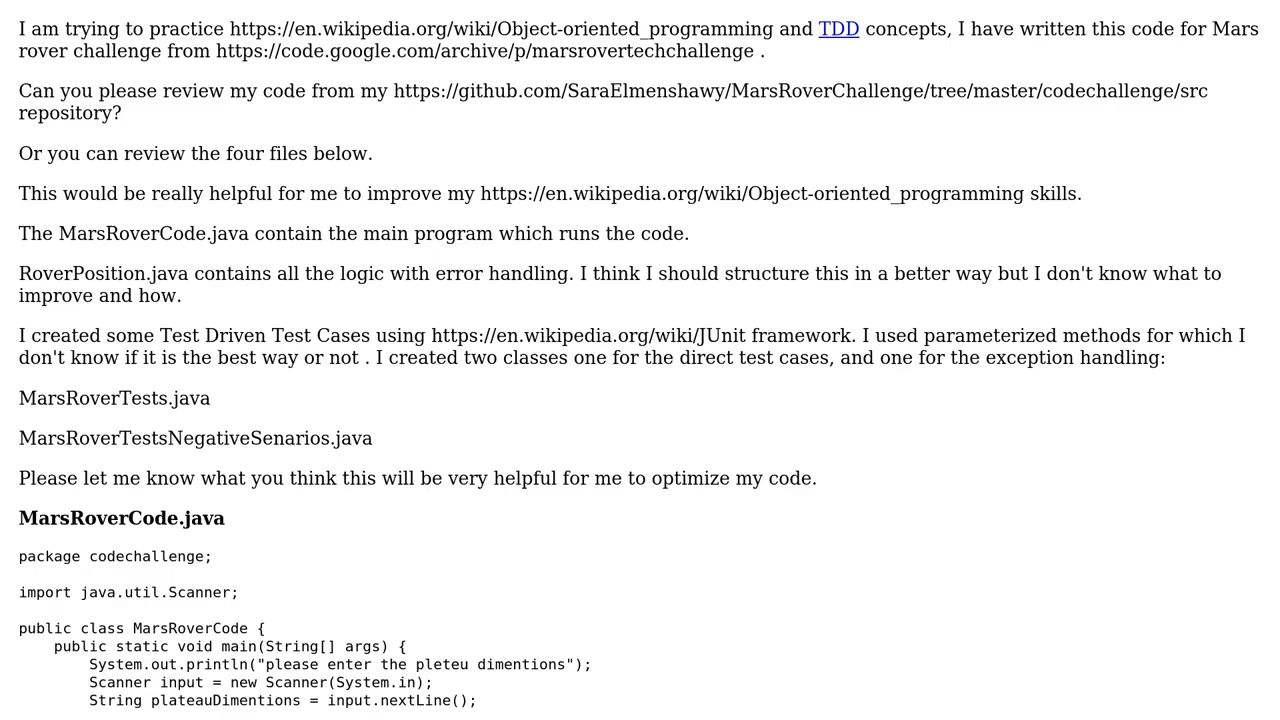 I am trying to practice https://en.wikipedia.org/wiki/Object-oriented_programming and TDD concepts, I have written this code for Mars
rover challenge from https://code.google.com/archive/p/marsrovertechchallenge .
Can you please review my code from my https://github.com/SaraElmenshawy/MarsRoverChallenge/tree/master/codechallenge/src
repository?
Or you can review the four files below.
This would be really helpful for me to improve my https://en.wikipedia.org/wiki/Object-oriented_programming skills.
The MarsRoverCode.java contain the main program which runs the code.
RoverPosition.java contains all the logic with error handling. I think I should structure this in a better way but I don't know what to
improve and how.
I created some Test Driven Test Cases using https://en.wikipedia.org/wiki/JUnit framework. I used parameterized methods for which I
don't know if it is the best way or not . I created two classes one for the direct test cases, and one for the exception handling:
MarsRoverTests.java
MarsRoverTestsNegativeSenarios.java
Please let me know what you think this will be very helpful for me to optimize my code.
MarsRoverCode.java
package codechallenge;
import java.util.Scanner;
public class MarsRoverCode {
    public static void main(String[] args) {
        System.out.println("please enter the pleteu dimentions");
        Scanner input = new Scanner(System.in);
        String plateauDimentions = input.nextLine();